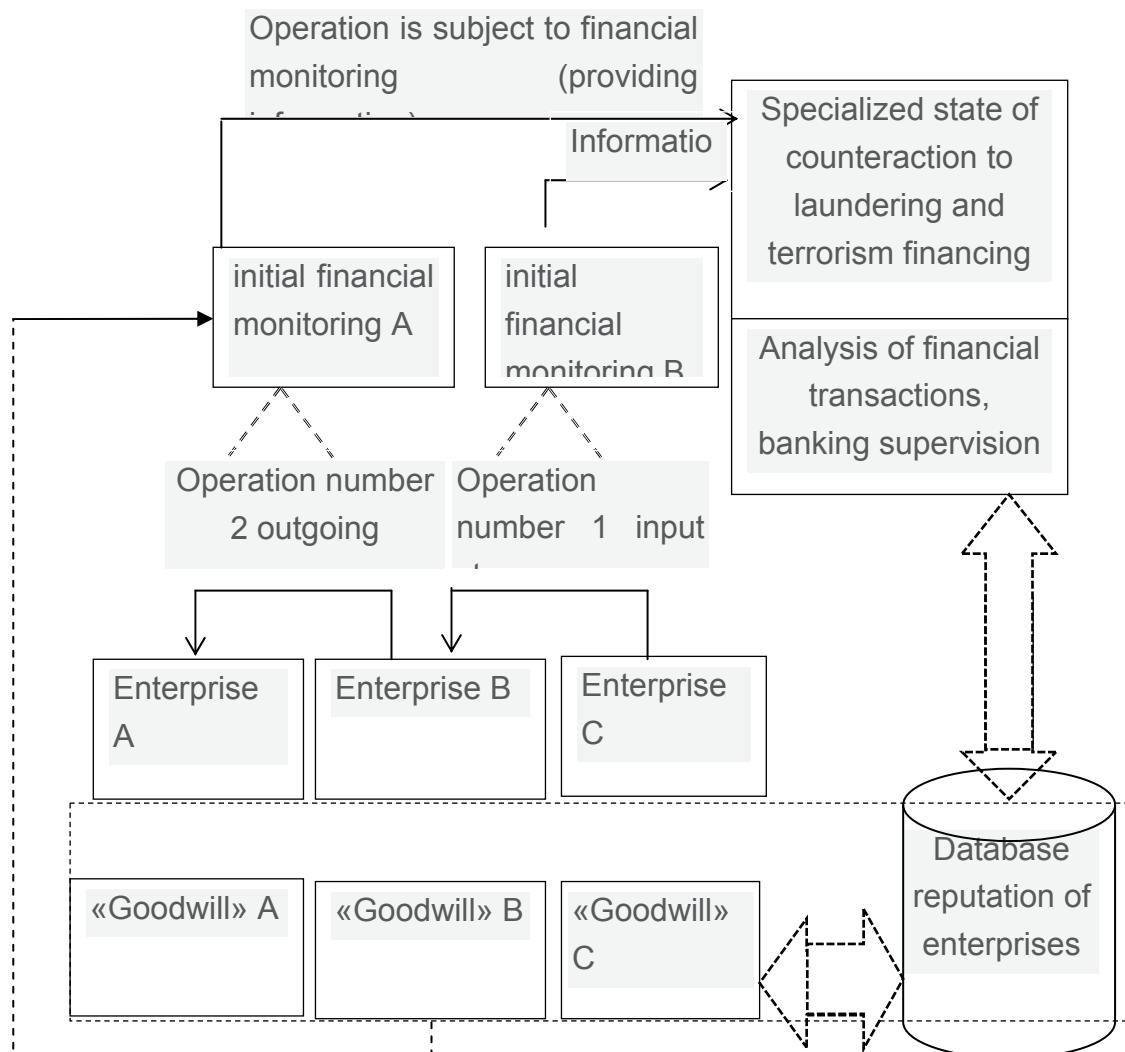 Operation is subject to financial
monitoring (providing
Informatio
Specialized state of
counteraction to
laundering and
terrorism financing
initial financial
monitoring A
initial
financial
monitoring B
Analysis of financial
transactions,
banking supervision
Operation number
2 outgoing
Operation
number 1 input
Enterprise
A
Enterprise B
Enterprise
C
«Goodwill» A
«Goodwill» B
«Goodwill»
C
Database
reputation of
enterprises